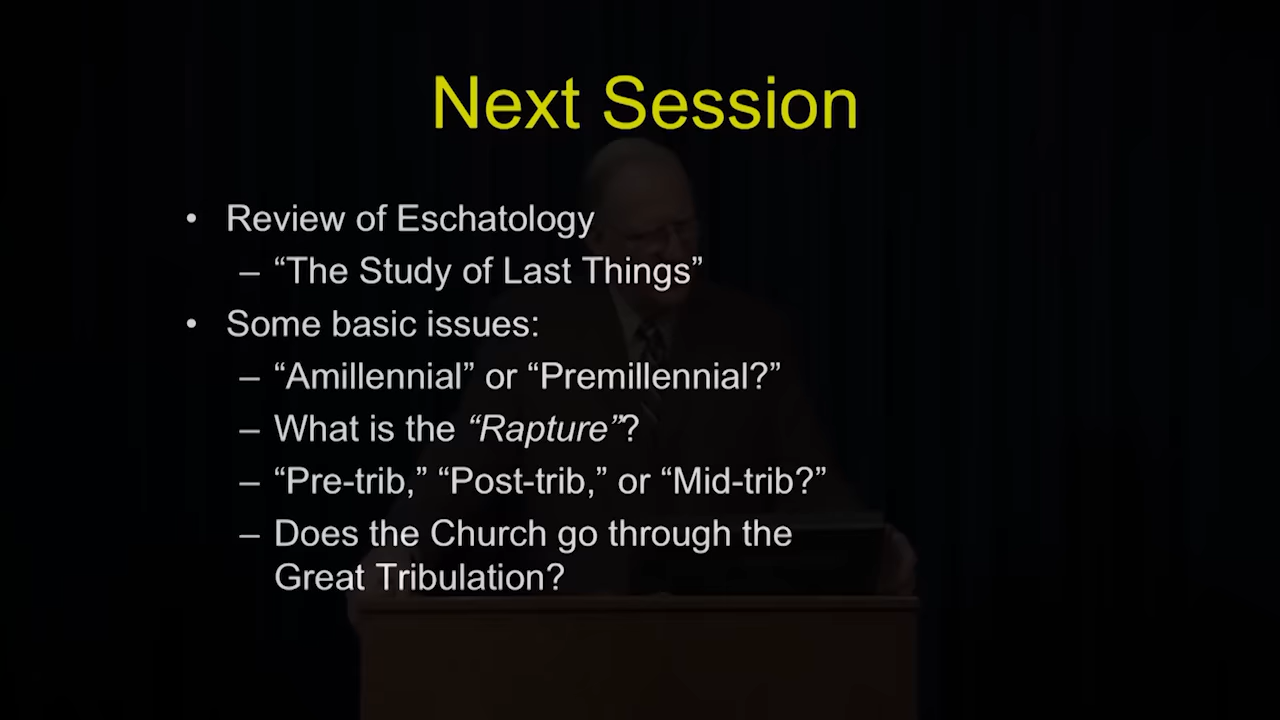 Next Session
• Review of Eschatology
– “The Study of Last Things”
• Some basic issues:
– “Amillennial” or “Premillennial?”
– What is the “Rapture”?
– “Pre-trib,” “Post-trib,” or “Mid-trib?”
– Does the Church go through the
Great Tribulation?